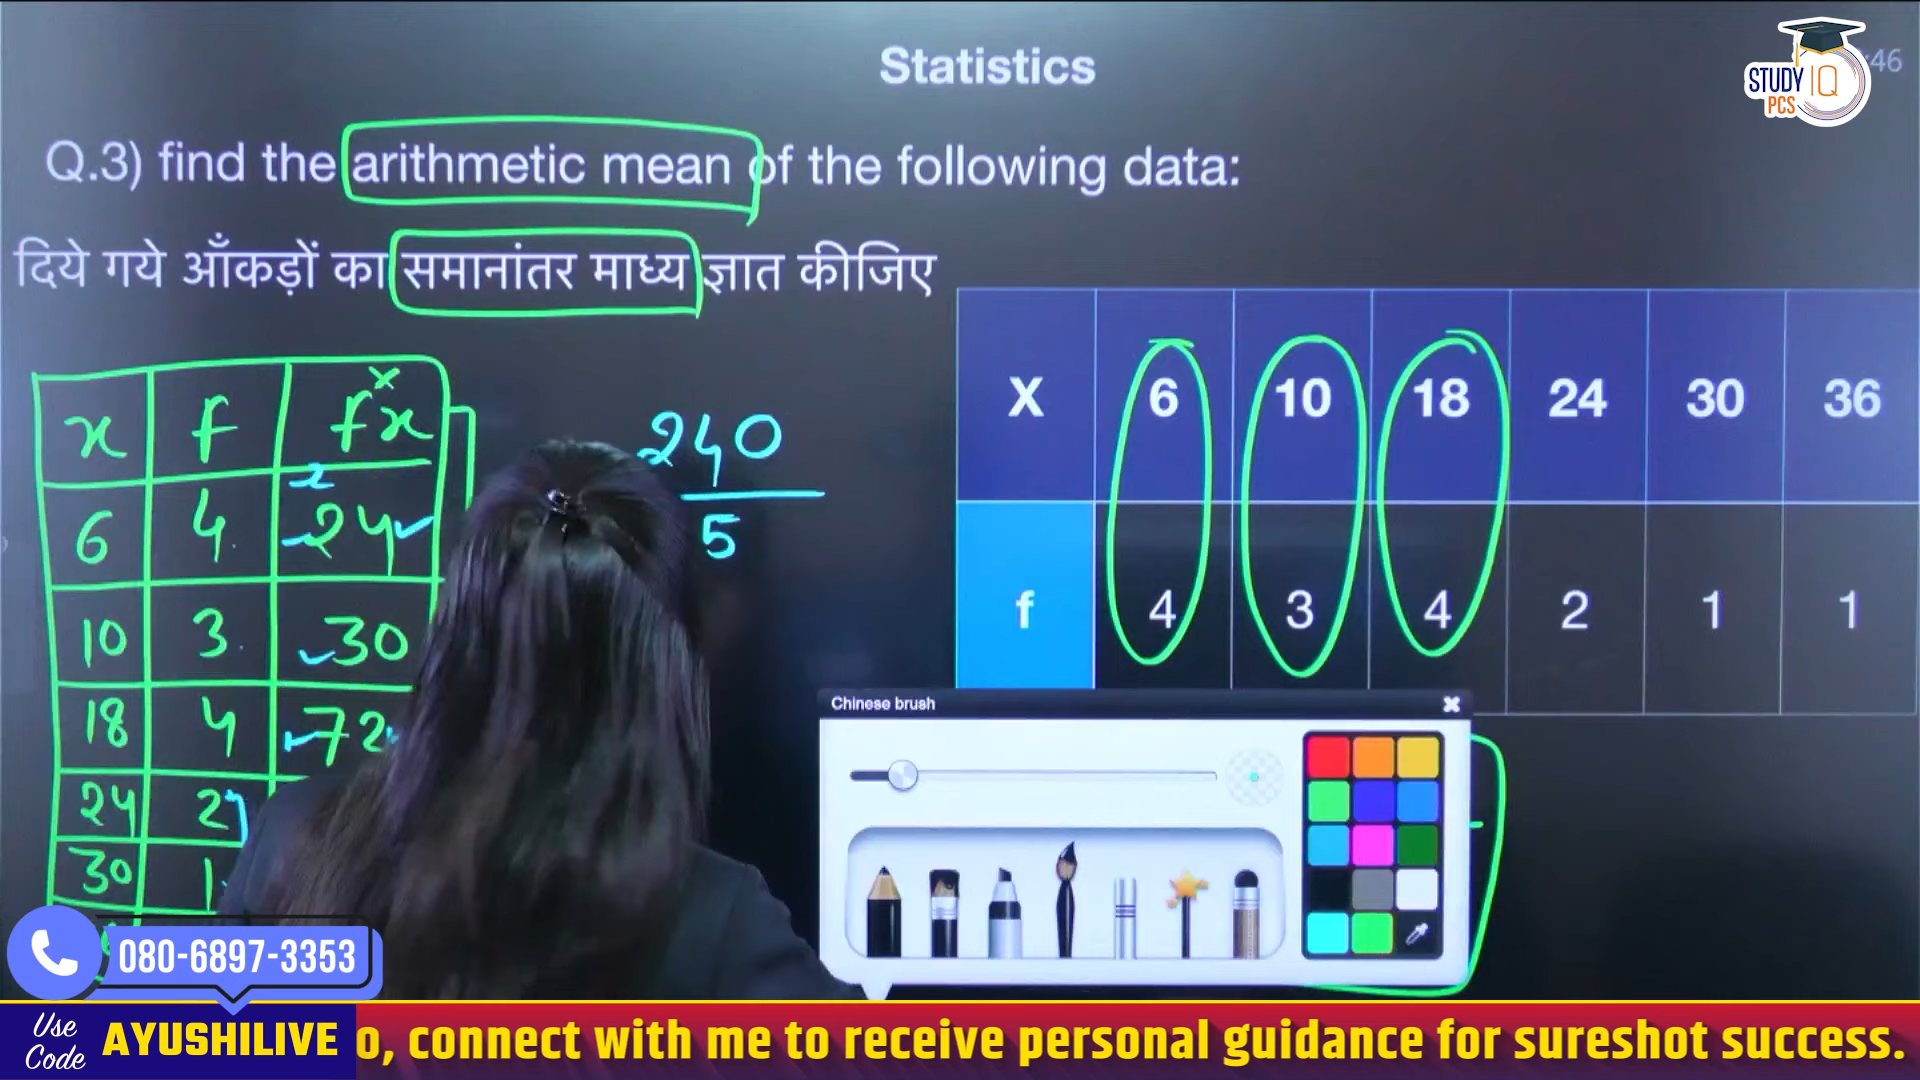 Statistics
:46
STUDY IQ
PCS
Q.3) find the arithmetic mean of the following data:
दिये गये आँकड़ों का समानांतर माध्य ज्ञात कीजिए
X 6 10 18 24 30 36
f 4 3 4 2 1 1
x f fx
x
6 4 24
10 3 30
18 4 72
24 2
30 1
2
240
5
Chinese brush
080-6897-3353
Use Code AYUSHILIVE
o, connect with me to receive personal guidance for sureshot success.